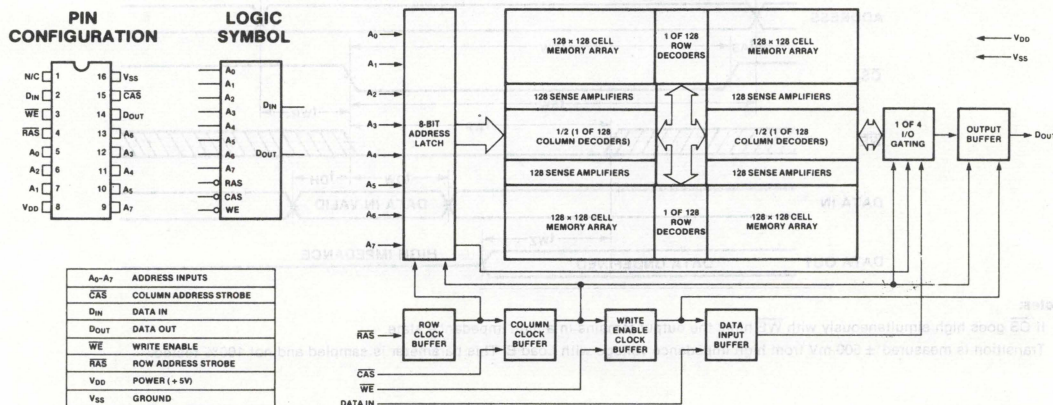 PIN
CONFIGURATION
N/C 1 16 VSS
DIN 2 15 CAS
WE 3 14 DOUT
RAS 4 13 A6
A0 5 12 A3
A2 6 11 A4
A1 7 10 A5
VDD 8 9 A7
LOGIC
SYMBOL
A0
A1
A2
A3
A4
A5
A6
A7
RAS
CAS
WE
DIN
DOUT
A0-A7 ADDRESS INPUTS
CAS COLUMN ADDRESS STROBE
DIN DATA IN
DOUT DATA OUT
WE WRITE ENABLE
RAS ROW ADDRESS STROBE
VDD POWER (+5V)
VSS GROUND
A0
A1
A2
A3
A4
A5
A6
A7
8-BIT
ADDRESS
LATCH
128 × 128 CELL
MEMORY ARRAY
1 OF 128
ROW
DECODERS
128 × 128 CELL
MEMORY ARRAY
128 SENSE AMPLIFIERS
128 SENSE AMPLIFIERS
1/2 (1 OF 128
COLUMN DECODERS)
1/2 (1 OF 128
COLUMN DECODERS)
128 SENSE AMPLIFIERS
128 SENSE AMPLIFIERS
128 × 128 CELL
MEMORY ARRAY
1 OF 128
ROW
DECODERS
128 × 128 CELL
MEMORY ARRAY
VDD
VSS
1 OF 4
I/O
GATING
OUTPUT
BUFFER
DOUT
RAS
ROW
CLOCK
BUFFER
COLUMN
CLOCK
BUFFER
WRITE
ENABLE
CLOCK
BUFFER
DATA
INPUT
BUFFER
CAS
WE
DATA IN